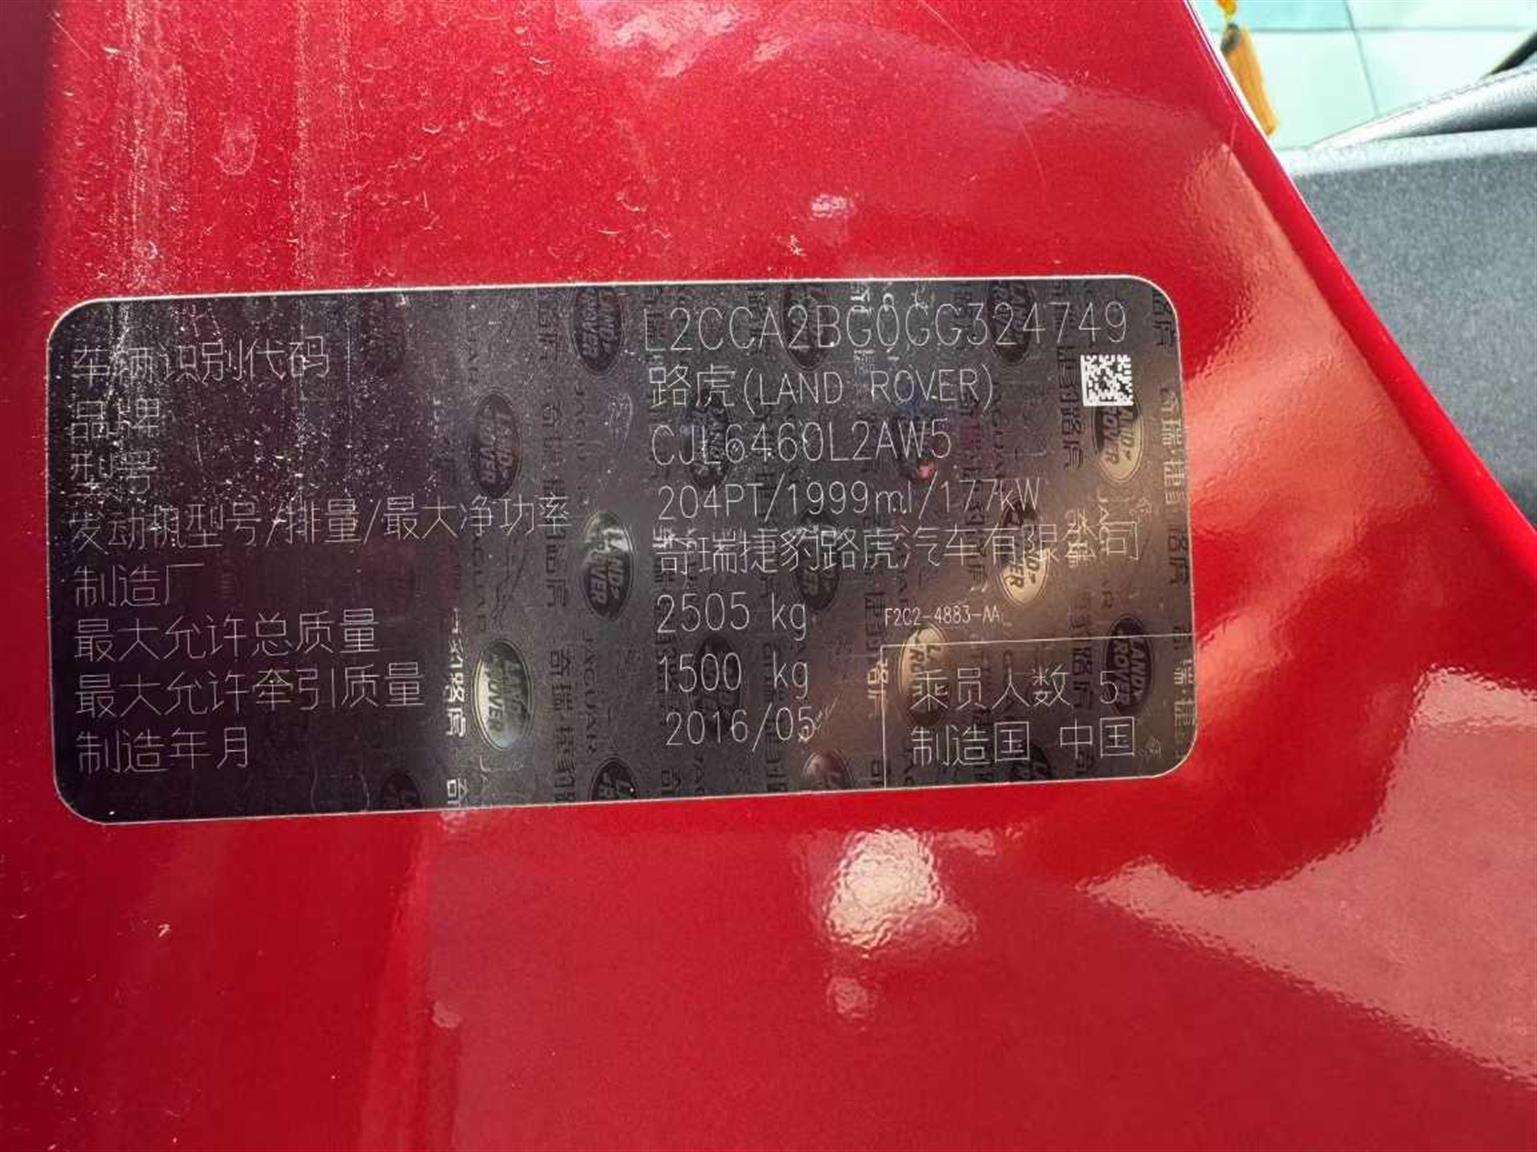 车辆识别代码 L2CCA2BG0GG324749
品牌 路虎(LAND ROVER)
型号 CJL6460L2AW5
发动机型号/排量/最大净功率 204PT/1999ml/177kW
制造厂 奇瑞捷豹路虎汽车有限公司
最大允许总质量 2505 kg F2C2-4883-AA
最大允许牵引质量 1500 kg 乘员人数 5
制造年月 2016/05 制造国 中国